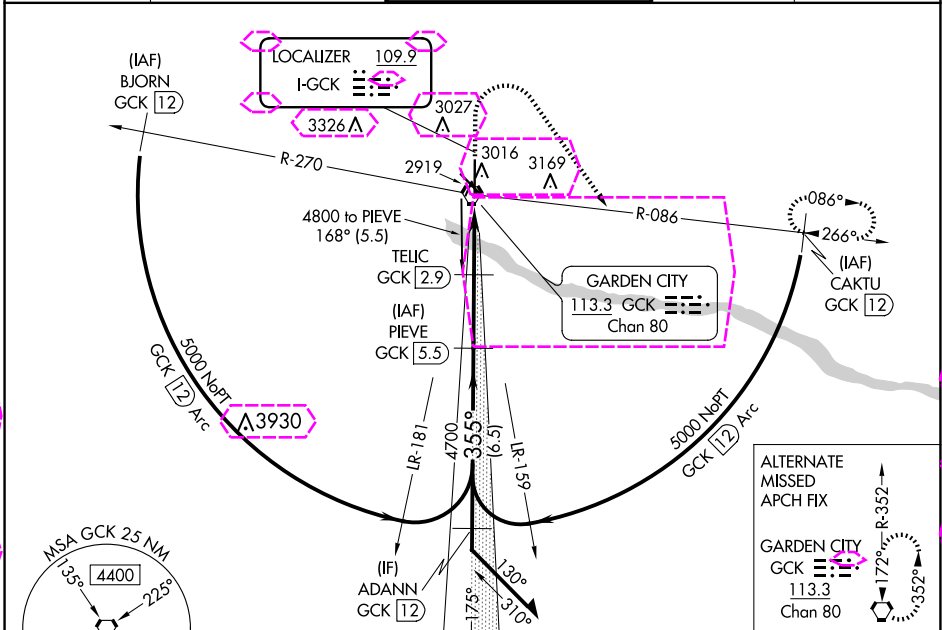 (IAF)
BJORN
GCK 12
LOCALIZER 109.9
I-GCK
3326
3027
3016
3169
2919
R-270
R-086
086°
266°
(IAF)
CAKTU
GCK 12
4800 to PIEVE
168° (5.5)
TELIC
GCK 2.9
(IAF)
PIEVE
GCK 5.5
GARDEN CITY
113.3 GCK
Chan 80
5000 NoPT
GCK 12 Arc
3930
LR-181
4700
355°
(6.5)
LR-159
5000 NoPT
GCK 12 Arc
(IF)
ADANN
GCK 12
130°
310°
175°
MSA GCK 25 NM
135°
4400
225°
ALTERNATE
MISSED
APCH FIX
GARDEN CITY
GCK
113.3
Chan 80
R-352
172°
352°